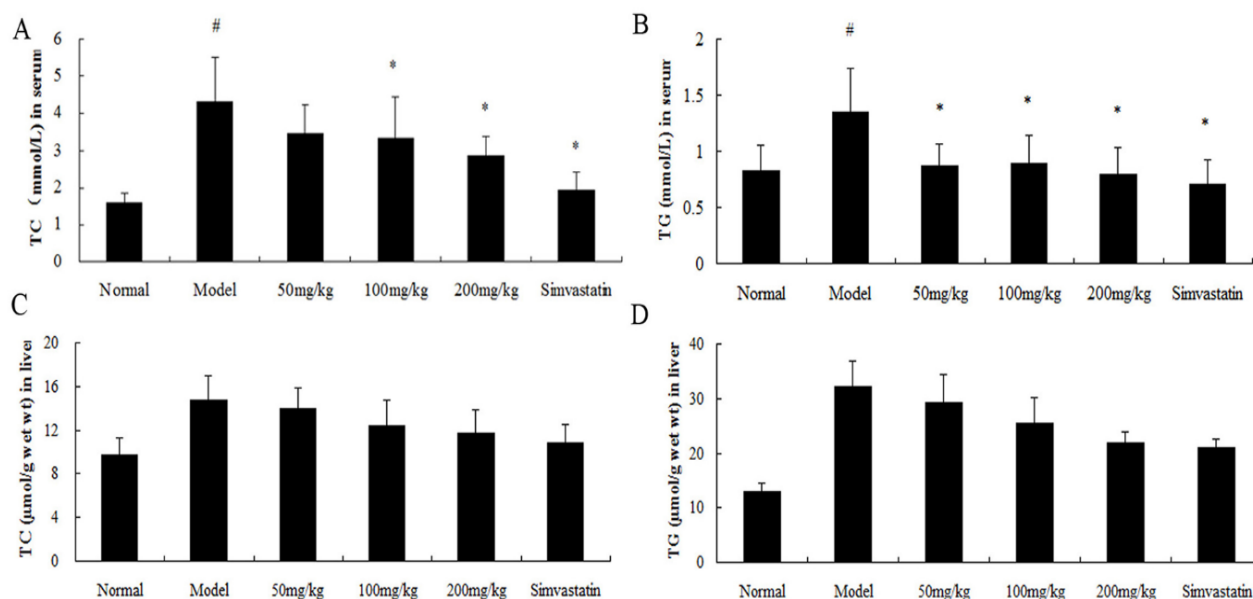 A
TC (mmol/L) in serum
6
5
4
3
2
1
0
#
*
*
*
Normal Model 50mg/kg 100mg/kg 200mg/kg Simvastatin
B
TG (mmol/L) in serum
2
1.5
1
0.5
0
#
*
*
*
*
Normal Model 50mg/kg 100mg/kg 200mg/kg Simvastatin
C
TC (μmol/g wet wt) in liver
20
16
12
8
4
0
Normal Model 50mg/kg 100mg/kg 200mg/kg Simvastatin
D
TG (μmol/g wet wt) in liver
40
30
20
10
0
Normal Model 50mg/kg 100mg/kg 200mg/kg Simvastatin